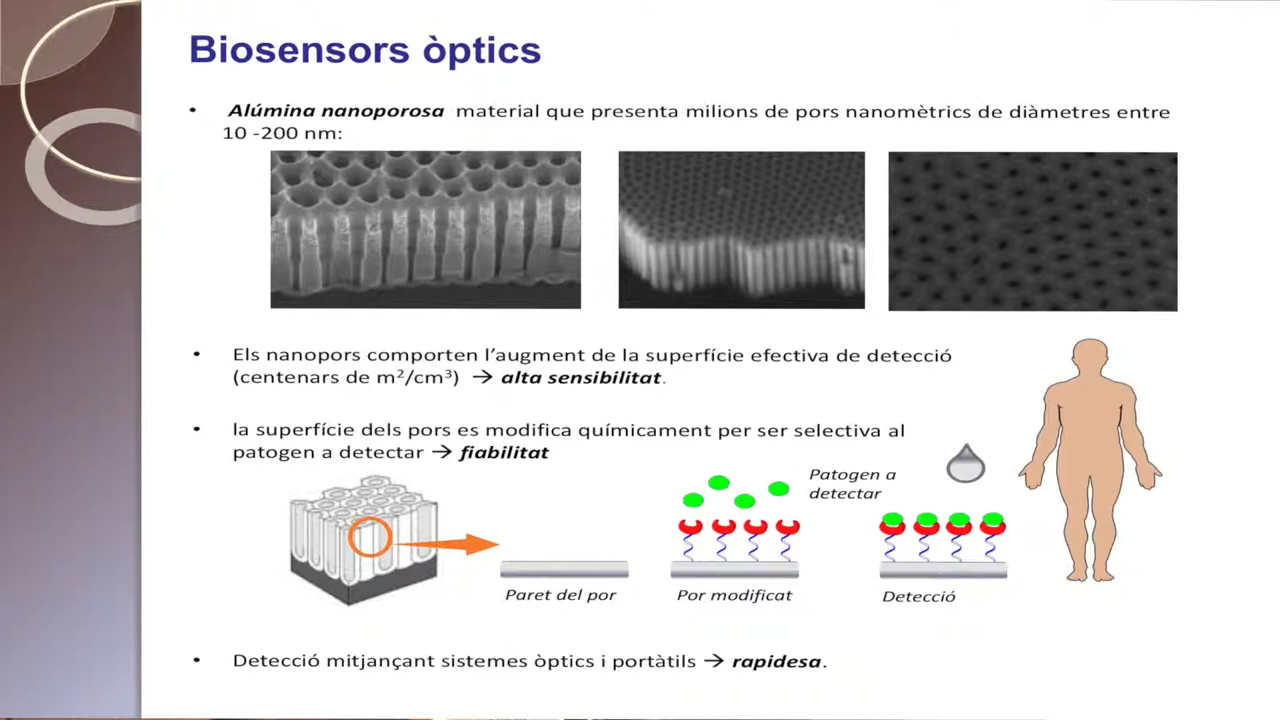 Biosensors òptics
• Alúmina nanoporosa material que presenta milions de pors nanomètrics de diàmetres entre
10 -200 nm:
• Els nanopors comporten l'augment de la superfície efectiva de detecció
(centenars de m²/cm³) → alta sensibilitat.
• la superfície dels pors es modifica químicament per ser selectiva al
patogen a detectar → fiabilitat
Patogen a
detectar
Paret del por
Por modificat
Detecció
• Detecció mitjançant sistemes òptics i portàtils → rapidesa.